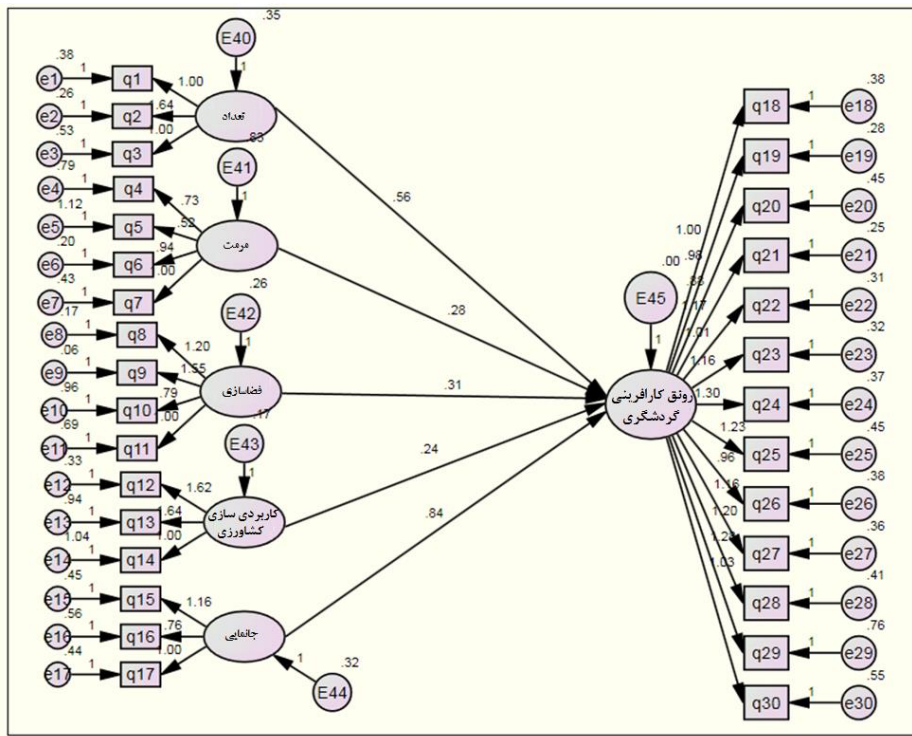 .35
E40
1
.38
e1 1 q1 1.00
.26
e2 1 q2 1.64
تعداد
.53
e3 1 q3 1.00
.83
E41
1
.79
e4 1 q4 .73
1.12
e5 1 q5 .52
مرمت
.20
e6 1 q6 .94
.43
e7 1 q7 1.00
.26
E42
1
.17
e8 1 q8 1.20
.06
e9 1 q9 1.55
فضاسازی
.96
e10 1 q10 .79
.69
e11 1 q11 1.00
.17
E43
1
.33
e12 1 q12 1.62
.94
e13 1 q13 1.64
کاربردی سازی
کشاورزی
1.04
e14 1 q14 1.00
.45
e15 1 q15 1.16
.56
e16 1 q16 .76
جانمایی
.44
e17 1 q17 1.00
1
.32
E44
.56
.28
.31
.24
.84
.00
E45
1
رونق کارافرینی
گردشگری
.38
1.00 q18 1 e18
.28
.98 q19 1 e19
.45
q20 1 e20
.25
1.17 q21 1 e21
.31
1.01 q22 1 e22
.32
1.16 q23 1 e23
.37
1.30 q24 1 e24
.45
1.23 q25 1 e25
.38
.96 q26 1 e26
.36
1.16 q27 1 e27
.41
1.20 q28 1 e28
.76
q29 1 e29
.55
1.03 q30 1 e30